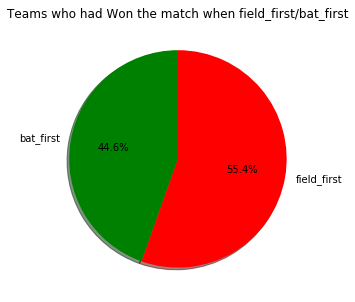 Teams who had Won the match when field_first/bat_first
bat_first
44.6%
55.4%
field_first